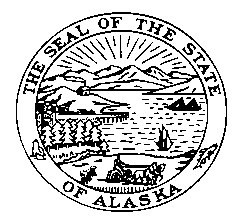 THE SEAL OF THE STATE
OF ALASKA